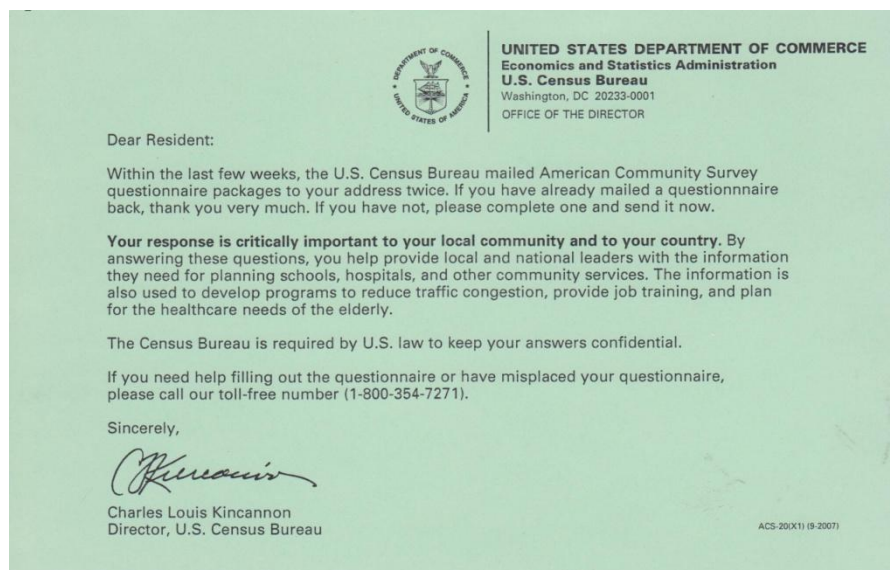 UNITED STATES DEPARTMENT OF COMMERCE
Economics and Statistics Administration
U.S. Census Bureau
Washington, DC 20233-0001
OFFICE OF THE DIRECTOR
DEPARTMENT OF COMMERCE
UNITED STATES OF AMERICA
Dear Resident:
Within the last few weeks, the U.S. Census Bureau mailed American Community Survey
questionnaire packages to your address twice. If you have already mailed a questionnnaire
back, thank you very much. If you have not, please complete one and send it now.
Your response is critically important to your local community and to your country. By
answering these questions, you help provide local and national leaders with the information
they need for planning schools, hospitals, and other community services. The information is
also used to develop programs to reduce traffic congestion, provide job training, and plan
for the healthcare needs of the elderly.
The Census Bureau is required by U.S. law to keep your answers confidential.
If you need help filling out the questionnaire or have misplaced your questionnaire,
please call our toll-free number (1-800-354-7271).
Sincerely,
Charles Louis Kincannon
Director, U.S. Census Bureau
ACS-20(X1) (9-2007)